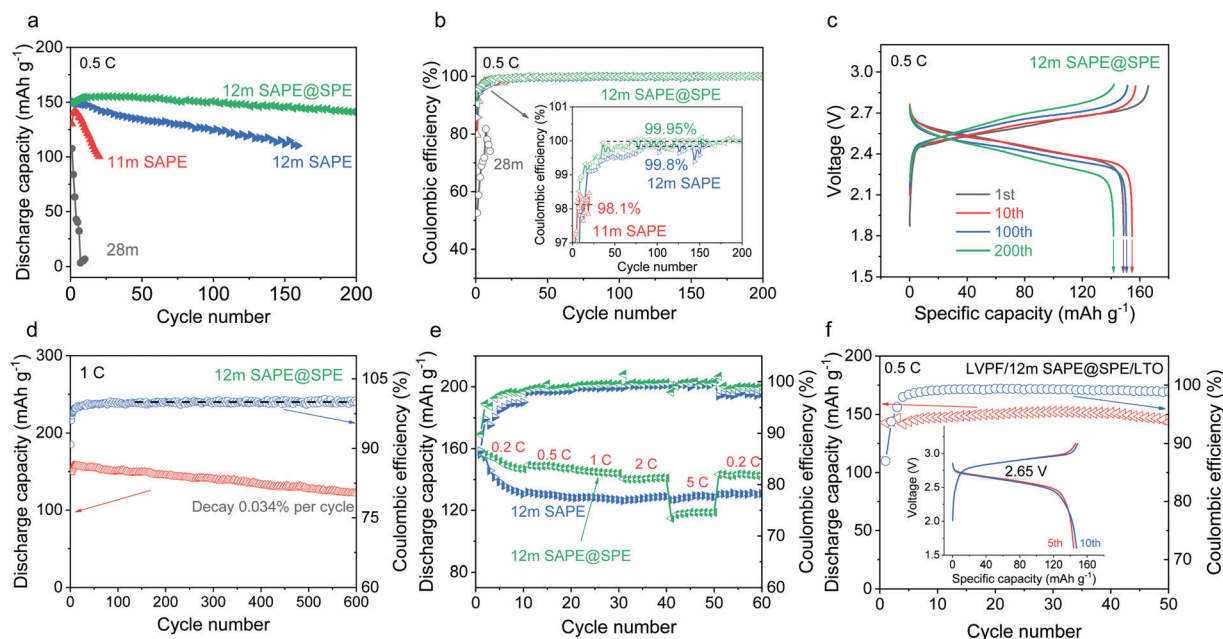 a
0.5 C
12m SAPE@SPE
11m SAPE
12m SAPE
28m
Discharge capacity (mAh g⁻¹)
200
150
100
50
0
0 50 100 150 200
Cycle number
b
0.5 C
12m SAPE@SPE
28m
Coulombic efficiency (%)
100
80
60
40
0 50 100 150 200
Cycle number
99.95%
99.8%
12m SAPE
98.1%
11m SAPE
Coulombic efficiency (%)
101
100
99
98
97
0 50 100 150 200
Cycle number
c
0.5 C
12m SAPE@SPE
1st
10th
100th
200th
Voltage (V)
3.0
2.7
2.4
2.1
1.8
1.5
0 40 80 120 160
Specific capacity (mAh g⁻¹)
d
1 C
12m SAPE@SPE
Decay 0.034% per cycle
Discharge capacity (mAh g⁻¹)
300
250
200
150
100
50
0
0 100 200 300 400 500 600
Cycle number
105
90
75
60
Coulombic efficiency (%)
e
0.2 C
0.5 C
1 C
2 C
5 C
0.2 C
12m SAPE
12m SAPE@SPE
Discharge capacity (mAh g⁻¹)
200
180
160
140
120
100
80
0 10 20 30 40 50 60
Cycle number
100
90
80
70
60
Coulombic efficiency (%)
f
0.5 C
LVPF/12m SAPE@SPE/LTO
Discharge capacity (mAh g⁻¹)
200
175
150
125
100
75
50
25
0
0 10 20 30 40 50
Cycle number
100
90
80
70
Coulombic efficiency (%)
2.65 V
5th
10th
Voltage (V)
3.0
2.5
2.0
1.5
0 40 80 120 160
Specific capacity (mAh g⁻¹)